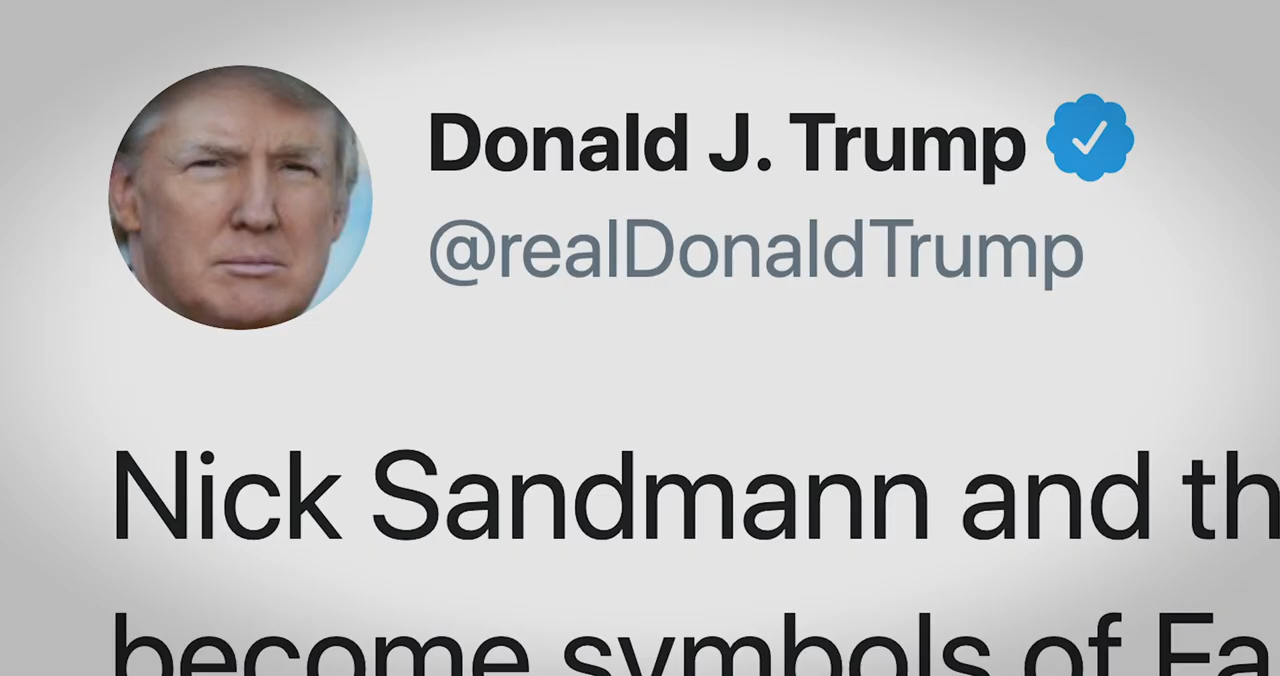 Donald J. Trump
@realDonaldTrump
Nick Sandmann and
become symbols of